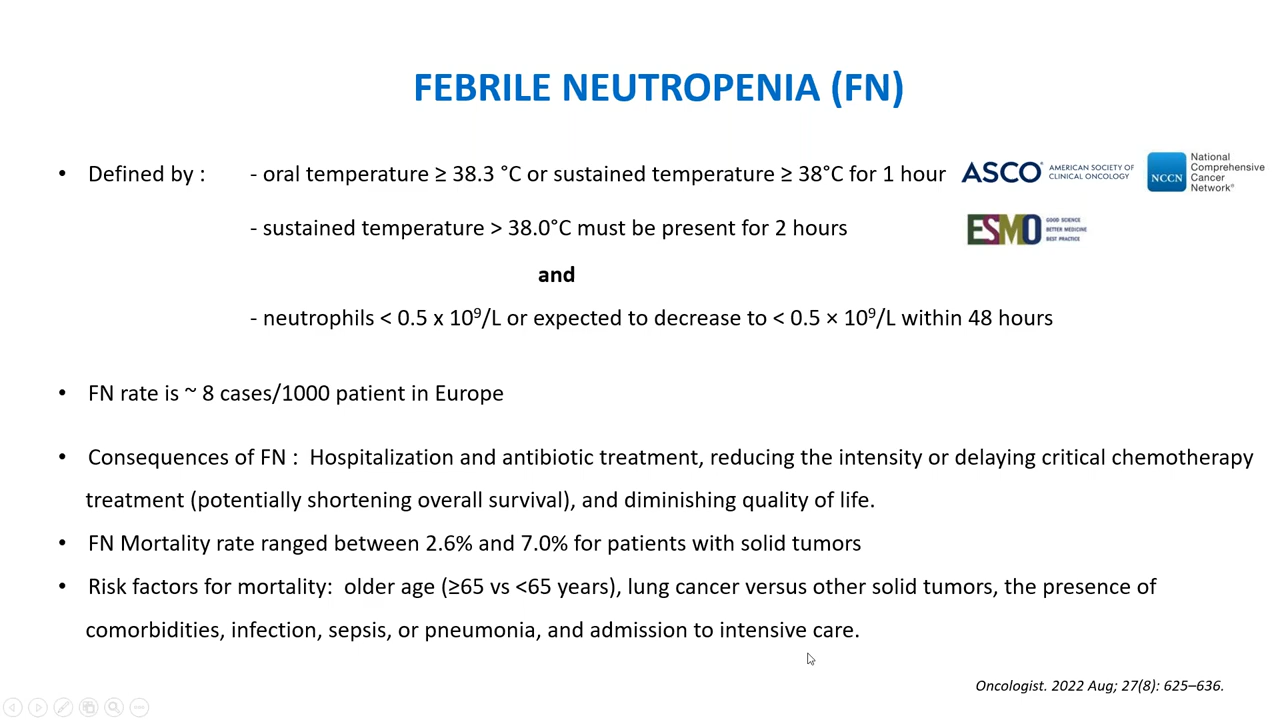 FEBRILE NEUTROPENIA (FN)
• Defined by : - oral temperature ≥ 38.3 °C or sustained temperature ≥ 38°C for 1 hour
ASCO® AMERICAN SOCIETY OF
CLINICAL ONCOLOGY
NCCN
National
Comprehensive
Cancer
Network®
- sustained temperature > 38.0°C must be present for 2 hours
ESMO
GOOD SCIENCE
BETTER MEDICINE
BEST PRACTICE
and
- neutrophils < 0.5 x 10⁹/L or expected to decrease to < 0.5 × 10⁹/L within 48 hours
• FN rate is ~ 8 cases/1000 patient in Europe
• Consequences of FN : Hospitalization and antibiotic treatment, reducing the intensity or delaying critical chemotherapy
treatment (potentially shortening overall survival), and diminishing quality of life.
• FN Mortality rate ranged between 2.6% and 7.0% for patients with solid tumors
• Risk factors for mortality: older age (≥65 vs <65 years), lung cancer versus other solid tumors, the presence of
comorbidities, infection, sepsis, or pneumonia, and admission to intensive care.
Oncologist. 2022 Aug; 27(8): 625–636.